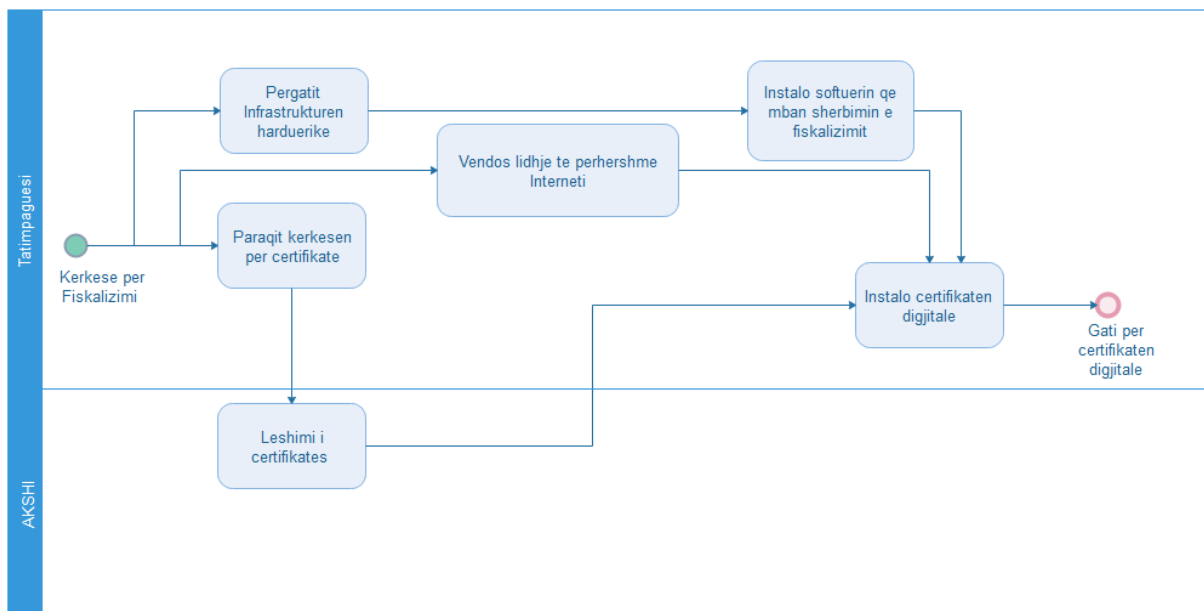 Tatimpaguesi
Pergatit
Infrastrukturen
harduerike
Instalo softuerin qe
mban sherbimin e
fiskalizimit
Vendos lidhje te perhershme
Interneti
Paraqit kerkesen
per certifikate
Kerkese per
Fiskalizimi
Instalo certifikaten
digjitale
Gati per
certifikaten
digjitale
AKSHI
Leshimi i
certifikates